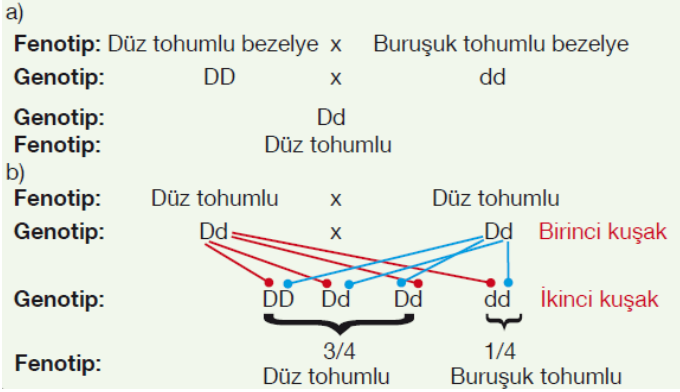 a)
Fenotip: Düz tohumlu bezelye x Buruşuk tohumlu bezelye
Genotip: DD x dd
Genotip: Dd
Fenotip: Düz tohumlu
b)
Fenotip: Düz tohumlu x Düz tohumlu
Genotip: Dd x Dd Birinci kuşak
Genotip: DD Dd Dd dd İkinci kuşak
3/4 1/4
Fenotip: Düz tohumlu Buruşuk tohumlu